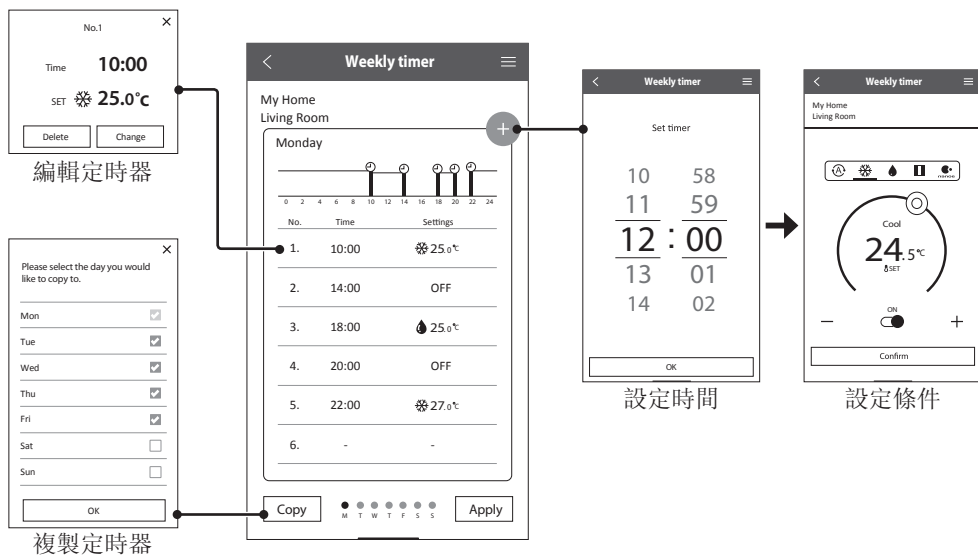 No.1
×
Time 10:00
SET 25.0°C
Delete Change
編輯定時器
Please select the day you would
like to copy to.
×
Mon
Tue
Wed
Thu
Fri
Sat
Sun
OK
複製定時器
< Weekly timer ≡
My Home
Living Room
+
Monday
0 2 4 6 8 10 12 14 16 18 20 22 24
No. Time Settings
1. 10:00 25.0℃
2. 14:00 OFF
3. 18:00 25.0℃
4. 20:00 OFF
5. 22:00 27.0℃
6. - -
Copy M T W T F S S Apply
< Weekly timer ≡
Set timer
10 58
11 59
12 : 00
13 01
14 02
OK
設定時間
< Weekly timer ≡
My Home
Living Room
A nanoe
Cool
24.5℃
SET
ON
− +
Confirm
設定條件